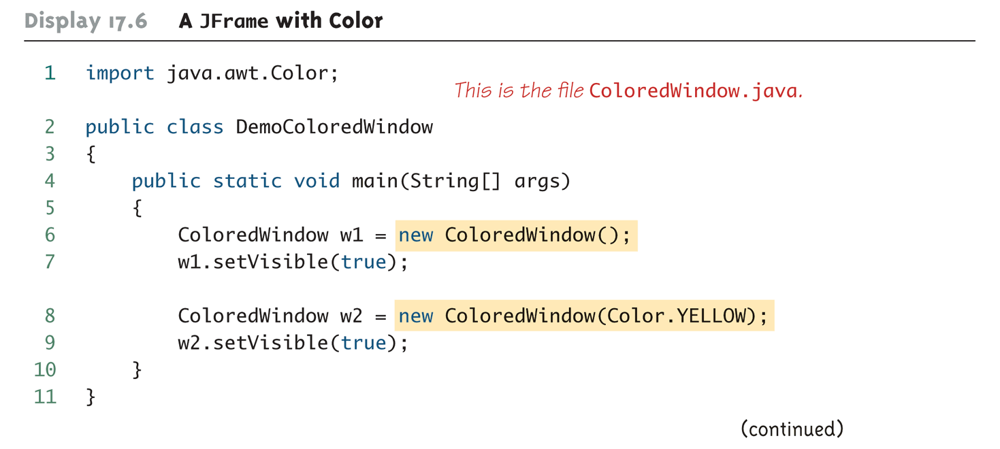 Display 17.6 A JFrame with Color
1 import java.awt.Color;
This is the file ColoredWindow.java.
2 public class DemoColoredWindow
3 {
4 public static void main(String[] args)
5 {
6 ColoredWindow w1 = new ColoredWindow();
7 w1.setVisible(true);
8 ColoredWindow w2 = new ColoredWindow(Color.YELLOW);
9 w2.setVisible(true);
10 }
11 }
(continued)